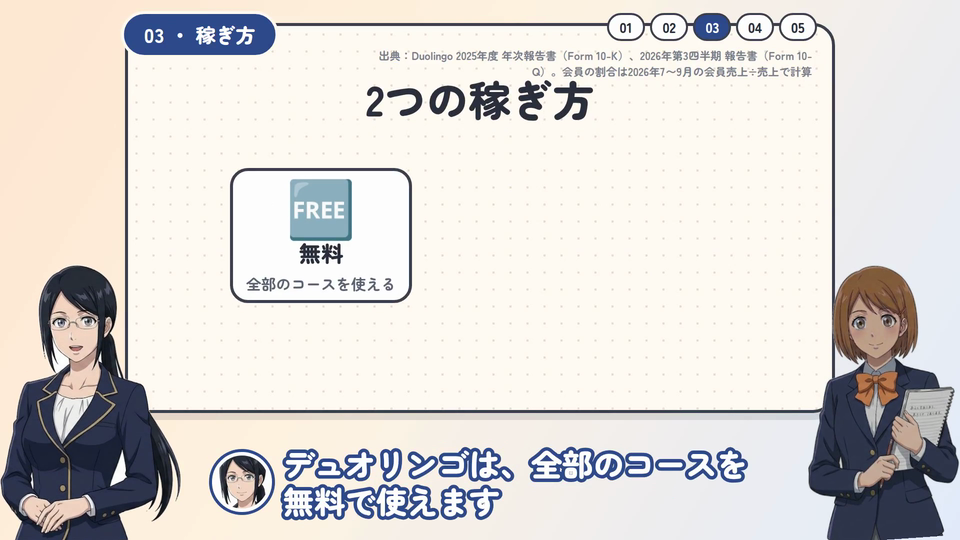 03 ・ 稼ぎ方
01 02 03 04 05
出典：Duolingo 2025年度 年次報告書（Form 10-K）、2026年第3四半期 報告書（Form 10-
Q）。会員の割合は2026年7〜9月の会員売上÷売上で計算
2つの稼ぎ方
FREE
無料
全部のコースを使える
デュオリンゴは、全部のコースを
無料で使えます